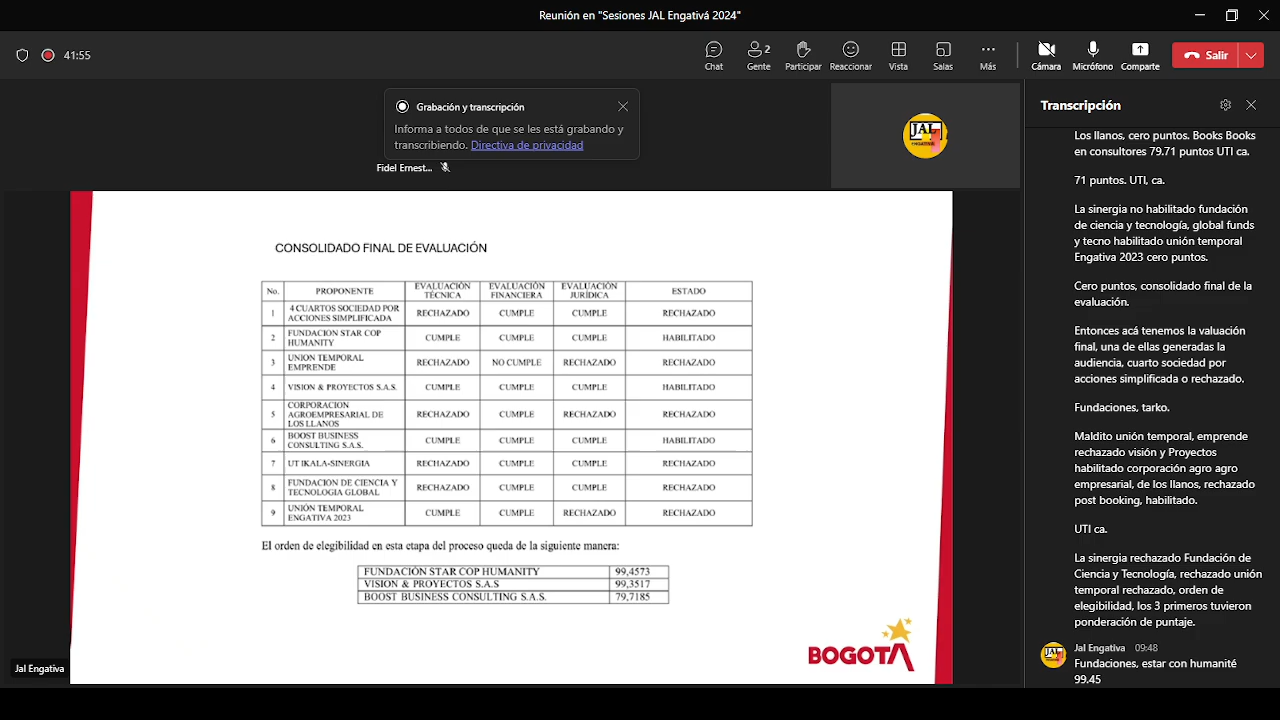 Reunión en "Sesiones JAL Engativá 2024"
41:55
Chat
2
Gente
Participar
Reaccionar
Vista
Salas
Más
Cámara
Micrófono
Comparte
Salir
Grabación y transcripción
Informa a todos de que se les está grabando y
transcribiendo. Directiva de privacidad
Fidel Ernest...
JAL
ENGATIVÁ
CONSOLIDADO FINAL DE EVALUACIÓN
No. PROPONENTE EVALUACIÓN TÉCNICA EVALUACIÓN FINANCIERA EVALUACIÓN JURÍDICA ESTADO
1 4 CUARTOS SOCIEDAD POR ACCIONES SIMPLIFICADA RECHAZADO CUMPLE CUMPLE RECHAZADO
2 FUNDACION STAR COP HUMANITY CUMPLE CUMPLE CUMPLE HABILITADO
3 UNION TEMPORAL EMPRENDE RECHAZADO NO CUMPLE RECHAZADO RECHAZADO
4 VISION & PROYECTOS S.A.S. CUMPLE CUMPLE CUMPLE HABILITADO
5 CORPORACION AGROEMPRESARIAL DE LOS LLANOS RECHAZADO CUMPLE RECHAZADO RECHAZADO
6 BOOST BUSINESS CONSULTING S.A.S. CUMPLE CUMPLE CUMPLE HABILITADO
7 UT IKALA-SINERGIA RECHAZADO CUMPLE CUMPLE RECHAZADO
8 FUNDACION DE CIENCIA Y TECNOLOGIA GLOBAL RECHAZADO CUMPLE CUMPLE RECHAZADO
9 UNIÓN TEMPORAL ENGATIVA 2023 CUMPLE CUMPLE RECHAZADO RECHAZADO
El orden de elegibilidad en esta etapa del proceso queda de la siguiente manera:
FUNDACIÓN STAR COP HUMANITY 99,4573
VISION & PROYECTOS S.A.S 99,3517
BOOST BUSINESS CONSULTING S.A.S. 79,7185
BOGOTÁ
Jal Engativa
Transcripción
Los llanos, cero puntos. Books Books
en consultores 79.71 puntos UTI ca.
71 puntos. UTI, ca.
La sinergia no habilitado fundación
de ciencia y tecnología, global funds
y tecno habilitado unión temporal
Engativa 2023 cero puntos.
Cero puntos, consolidado final de la
evaluación.
Entonces acá tenemos la valuación
final, una de ellas generadas la
audiencia, cuarto sociedad por
acciones simplificada o rechazado.
Fundaciones, tarko.
Maldito unión temporal, emprende
rechazado visión y Proyectos
habilitado corporación agro agro
empresarial, de los llanos, rechazado
post booking, habilitado.
UTI ca.
La sinergia rechazado Fundación de
Ciencia y Tecnología, rechazado unión
temporal rechazado, orden de
elegibilidad, los 3 primeros tuvieron
ponderación de puntaje.
JAL
Jal Engativa 09:48
Fundaciones, estar con humanité
99.45